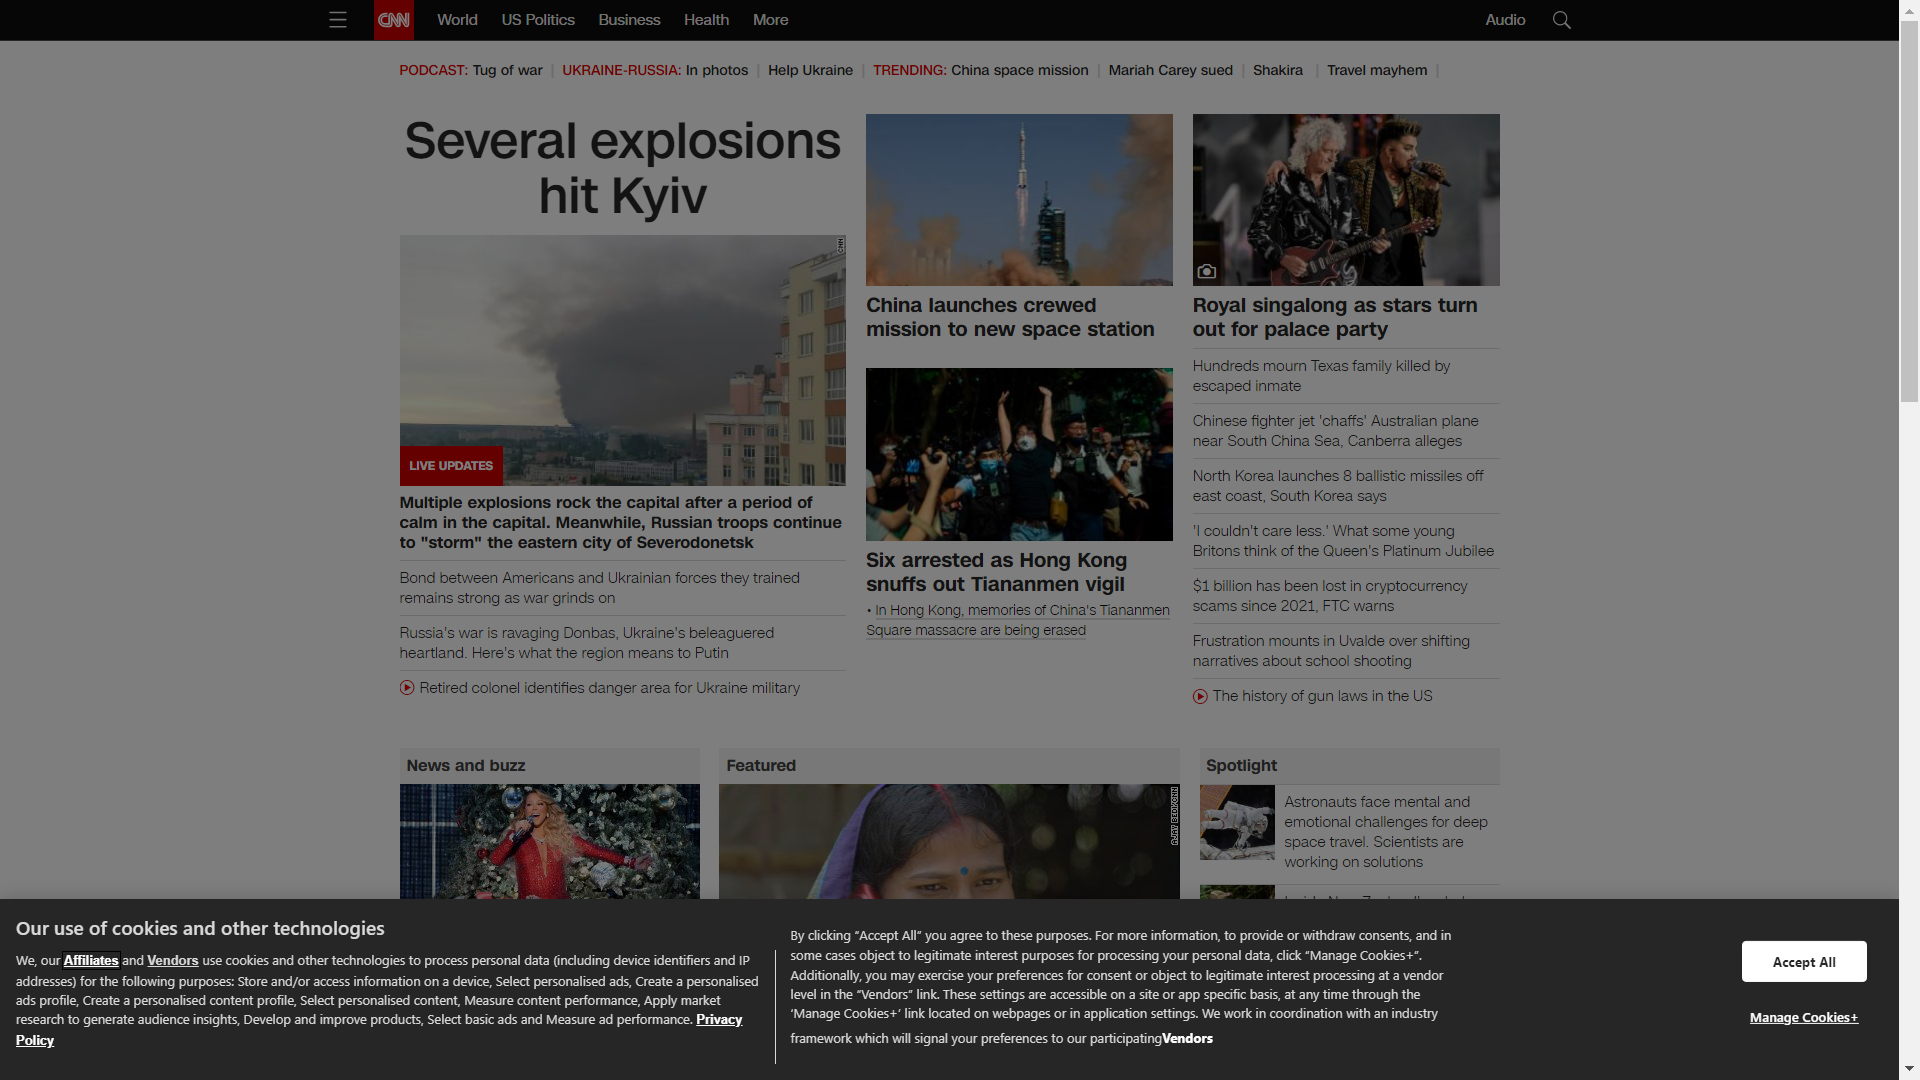 CNN World US Politics Business Health More Audio
PODCAST: Tug of war | UKRAINE-RUSSIA: In photos | Help Ukraine | TRENDING: China space mission | Mariah Carey sued | Shakira | Travel mayhem |
Several explosions
hit Kyiv
CNN
LIVE UPDATES
Multiple explosions rock the capital after a period of
calm in the capital. Meanwhile, Russian troops continue
to "storm" the eastern city of Severodonetsk
Bond between Americans and Ukrainian forces they trained
remains strong as war grinds on
Russia's war is ravaging Donbas, Ukraine's beleaguered
heartland. Here's what the region means to Putin
Retired colonel identifies danger area for Ukraine military
China launches crewed
mission to new space station
Six arrested as Hong Kong
snuffs out Tiananmen vigil
• In Hong Kong, memories of China's Tiananmen
Square massacre are being erased
Royal singalong as stars turn
out for palace party
Hundreds mourn Texas family killed by
escaped inmate
Chinese fighter jet 'chaffs' Australian plane
near South China Sea, Canberra alleges
North Korea launches 8 ballistic missiles off
east coast, South Korea says
'I couldn't care less.' What some young
Britons think of the Queen's Platinum Jubilee
$1 billion has been lost in cryptocurrency
scams since 2021, FTC warns
Frustration mounts in Uvalde over shifting
narratives about school shooting
The history of gun laws in the US
News and buzz
Featured
AJAY BEDI/CNN
Spotlight
Astronauts face mental and
emotional challenges for deep
space travel. Scientists are
working on solutions
Our use of cookies and other technologies
We, our Affiliates and Vendors use cookies and other technologies to process personal data (including device identifiers and IP
addresses) for the following purposes: Store and/or access information on a device, Select personalised ads, Create a personalised
ads profile, Create a personalised content profile, Select personalised content, Measure content performance, Apply market
research to generate audience insights, Develop and improve products, Select basic ads and Measure ad performance. Privacy
Policy
By clicking “Accept All” you agree to these purposes. For more information, to provide or withdraw consents, and in
some cases object to legitimate interest purposes for processing your personal data, click “Manage Cookies+”.
Additionally, you may exercise your preferences for consent or object to legitimate interest processing at a vendor
level in the “Vendors” link. These settings are accessible on a site or app specific basis, at any time through the
‘Manage Cookies+’ link located on webpages or in application settings. We work in coordination with an industry
framework which will signal your preferences to our participatingVendors
Accept All
Manage Cookies+